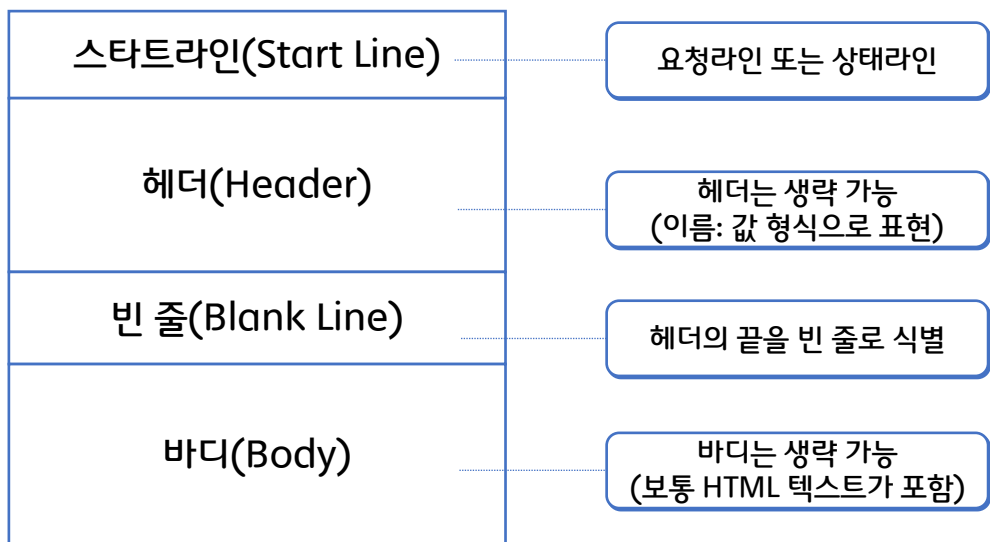 스타트라인(Start Line)
요청라인 또는 상태라인
헤더(Header)
헤더는 생략 가능
(이름: 값 형식으로 표현)
빈 줄(Blank Line)
헤더의 끝을 빈 줄로 식별
바디(Body)
바디는 생략 가능
(보통 HTML 텍스트가 포함)